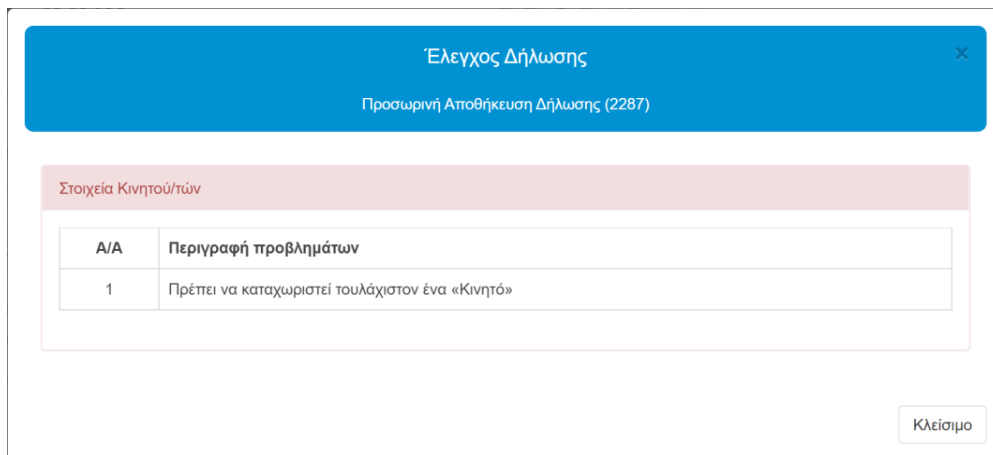 Έλεγχος Δήλωσης
×
Προσωρινή Αποθήκευση Δήλωσης (2287)
Στοιχεία Κινητού/τών
Α/Α Περιγραφή προβλημάτων
1 Πρέπει να καταχωριστεί τουλάχιστον ένα «Κινητό»
Κλείσιμο